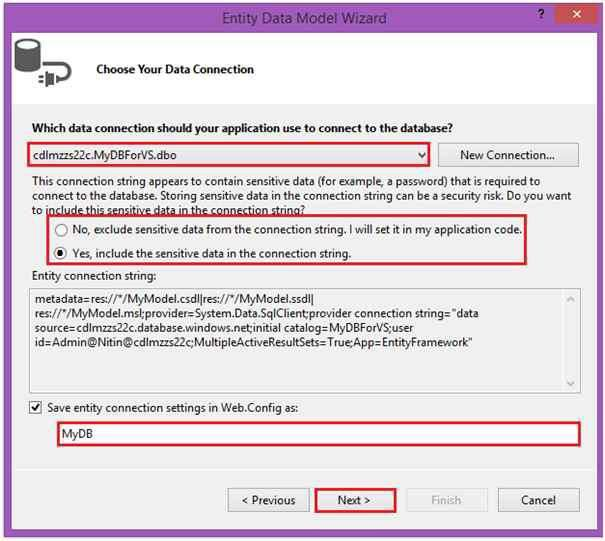 Entity Data Model Wizard
?
Choose Your Data Connection
Which data connection should your application use to connect to the database?
cdlmzzs22c.MyDBForVS.dbo
New Connection...
This connection string appears to contain sensitive data (for example, a password) that is required to
connect to the database. Storing sensitive data in the connection string can be a security risk. Do you want
to include this sensitive data in the connection string?
No, exclude sensitive data from the connection string. I will set it in my application code.
Yes, include the sensitive data in the connection string.
Entity connection string:
metadata=res://*/MyModel.csdl|res://*/MyModel.ssdl|
res://*/MyModel.msl;provider=System.Data.SqlClient;provider connection string="data
source=cdlmzzs22c.database.windows.net;initial catalog=MyDBForVS;user
id=Admin@Nitin@cdlmzzs22c;MultipleActiveResultSets=True;App=EntityFramework"
Save entity connection settings in Web.Config as:
MyDB
< Previous
Next >
Finish
Cancel